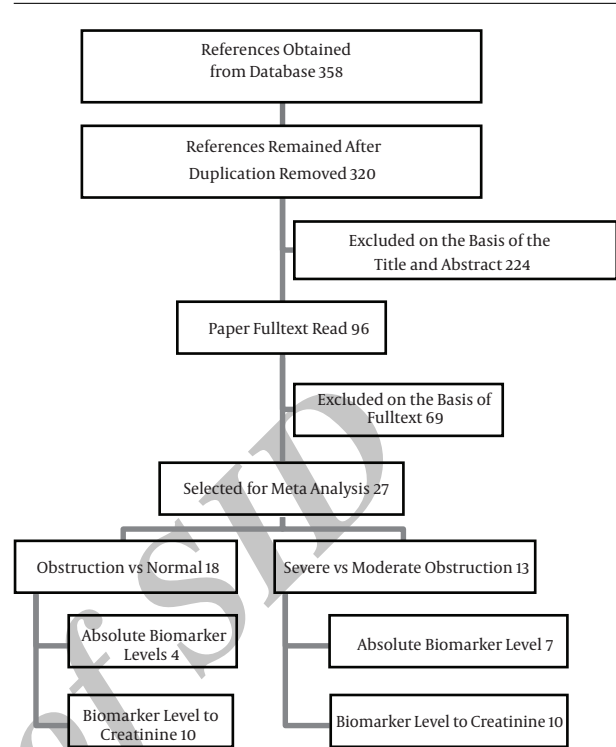 References Obtained
from Database 358
References Remained After
Duplication Removed 320
Excluded on the Basis of the
Title and Abstract 224
Paper Fulltext Read 96
Excluded on the Basis of
Fulltext 69
Selected for Meta Analysis 27
Obstruction vs Normal 18
Severe vs Moderate Obstruction 13
Absolute Biomarker
Levels 4
Absolute Biomarker Level 7
Biomarker Level to
Creatinine 10
Biomarker Level to Creatinine 10
of SID